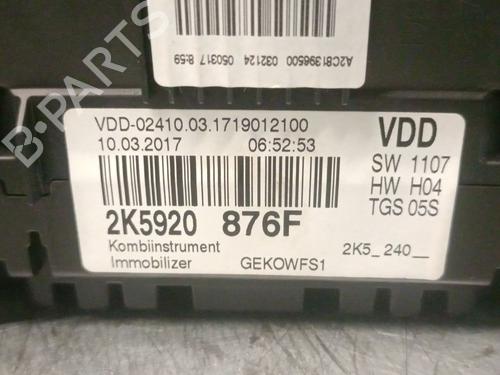 A2C81396500 032124 050317 8:59
VDD-02410.03.1719012100
10.03.2017 06:52:53
VDD
SW 1107
HW H04
TGS 05S
2K5920 876F
Kombiinstrument
Immobilizer GEKOWFS1
2K5_240__
B-PARTS